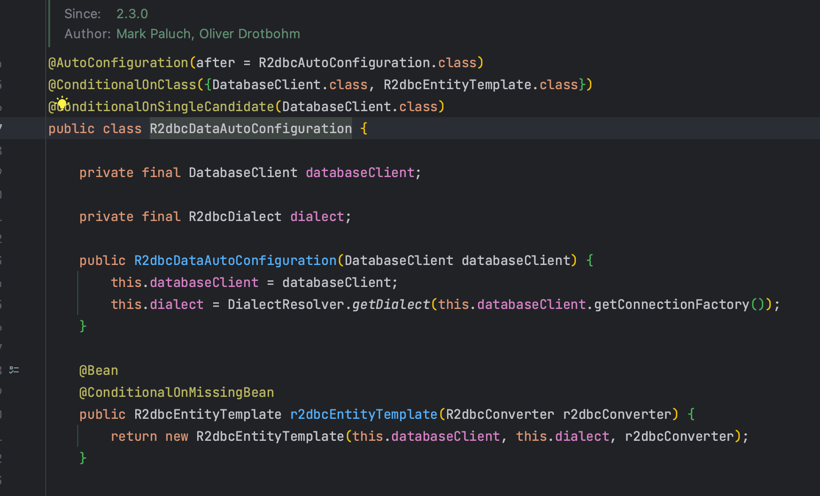 Since: 2.3.0
Author: Mark Paluch, Oliver Drotbohm
@AutoConfiguration(after = R2dbcAutoConfiguration.class)
@ConditionalOnClass({DatabaseClient.class, R2dbcEntityTemplate.class})
@ConditionalOnSingleCandidate(DatabaseClient.class)
public class R2dbcDataAutoConfiguration {
private final DatabaseClient databaseClient;
private final R2dbcDialect dialect;
public R2dbcDataAutoConfiguration(DatabaseClient databaseClient) {
this.databaseClient = databaseClient;
this.dialect = DialectResolver.getDialect(this.databaseClient.getConnectionFactory());
}
@Bean
@ConditionalOnMissingBean
public R2dbcEntityTemplate r2dbcEntityTemplate(R2dbcConverter r2dbcConverter) {
return new R2dbcEntityTemplate(this.databaseClient, this.dialect, r2dbcConverter);
}